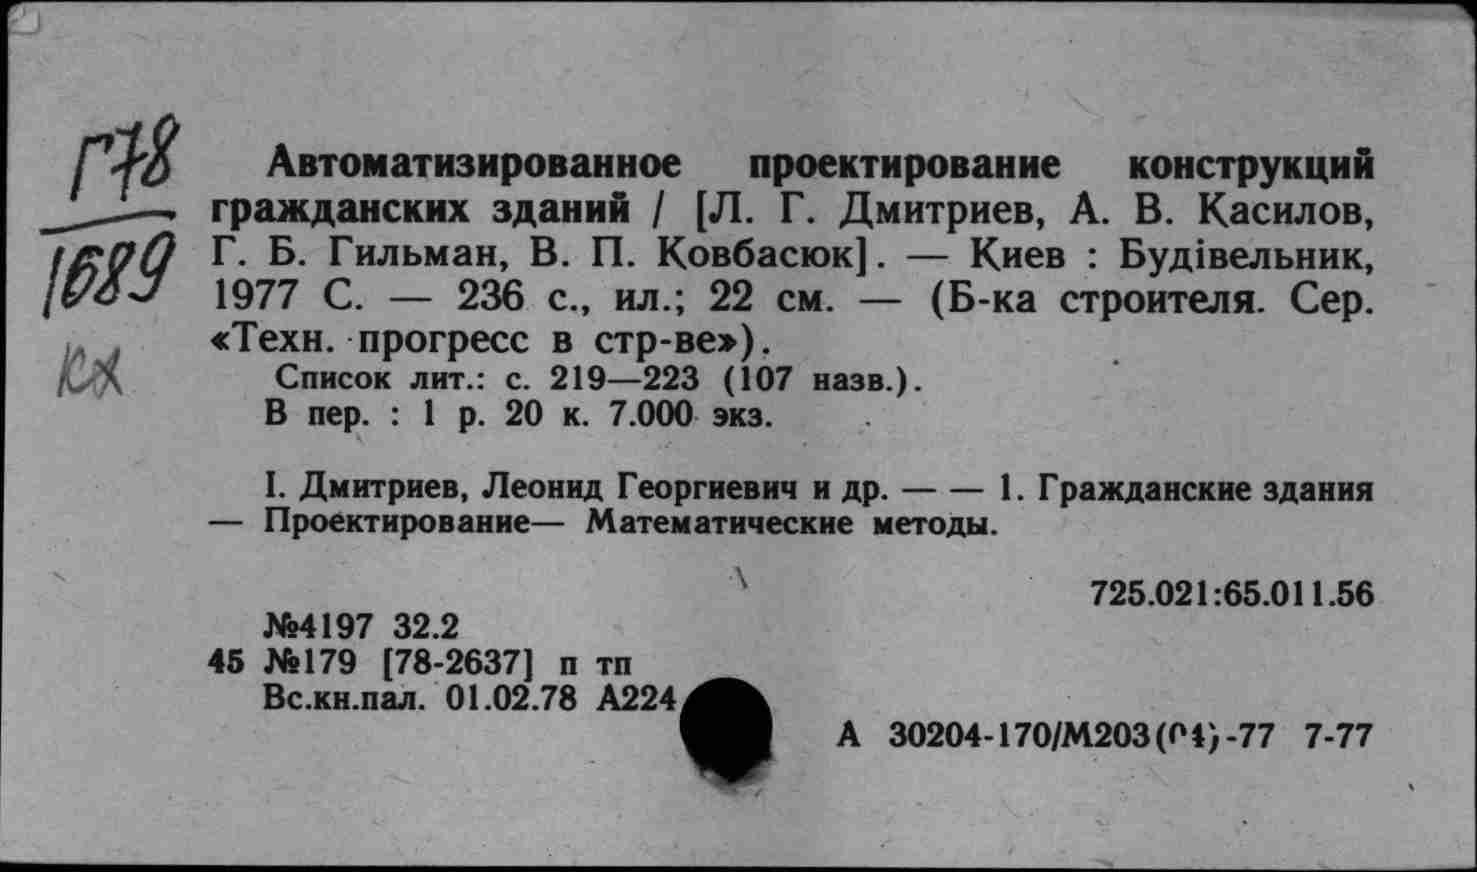 Г78
1689
кх
Автоматизированное проектирование конструкций
гражданских зданий / [Л. Г. Дмитриев, А. В. Касилов,
Г. Б. Гильман, В. П. Ковбасюк]. — Киев : Будівельник,
1977 С. — 236 с., ил.; 22 см. — (Б-ка строителя. Сер.
«Техн. прогресс в стр-ве»).
Список лит.: с. 219—223 (107 назв.).
В пер. : 1 р. 20 к. 7.000 экз.
I. Дмитриев, Леонид Георгиевич и др. — — 1. Гражданские здания
— Проектирование— Математические методы.
725.021:65.011.56
№4197 32.2
45 №179 [78-2637] п тп
Вс.кн.пал. 01.02.78 А224
А 30204-170/М203(04)-77 7-77